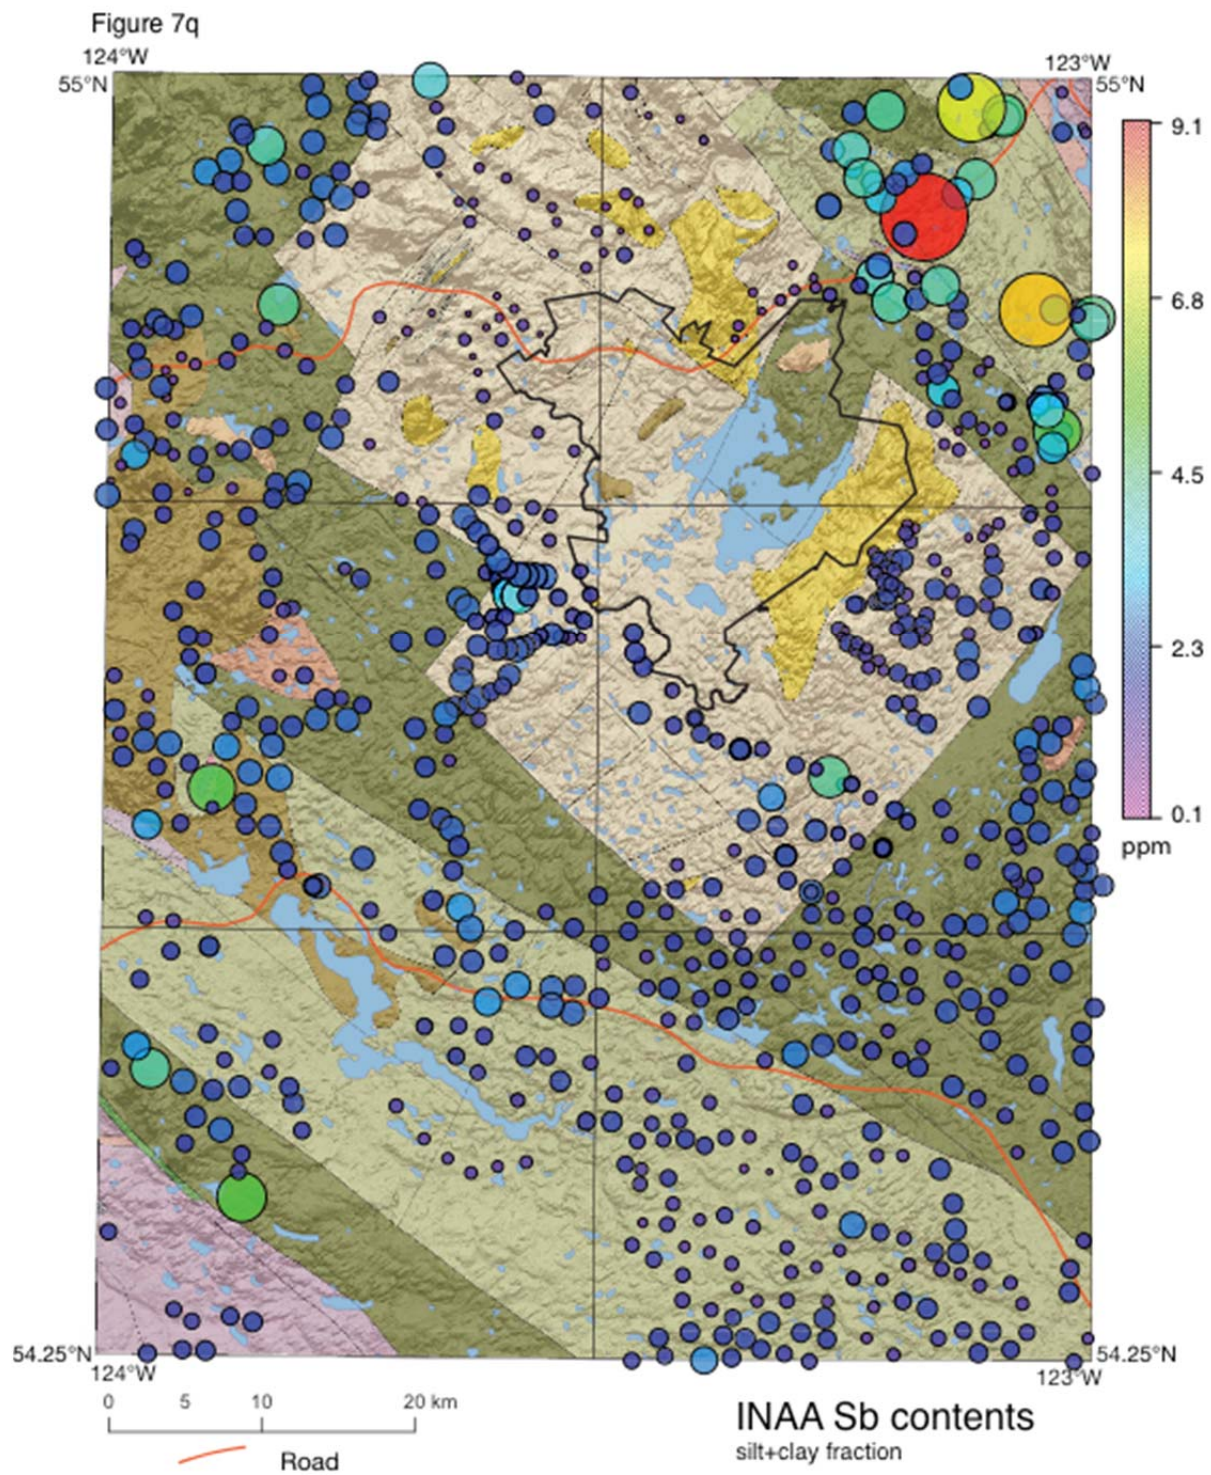 Figure 7q
124°W
123°W
55°N
55°N
9.1
6.8
4.5
2.3
0.1
ppm
54.25°N
54.25°N
124°W
123°W
0 5 10 20 km
INAA Sb contents
silt+clay fraction
Road